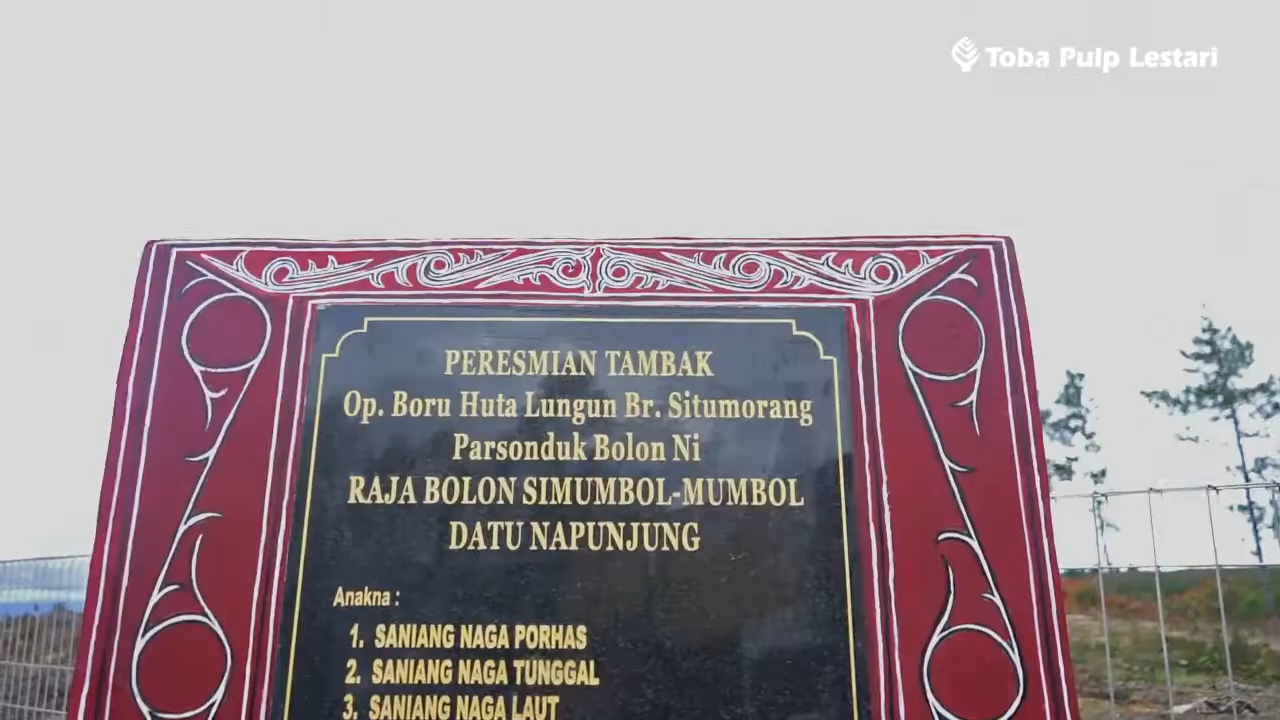 Toba Pulp Lestari
PERESMIAN TAMBAK
Op. Boru Huta Lungun Br. Situmorang
Parsonduk Bolon Ni
RAJA BOLON SIMUMBOL-MUMBOL
DATU NAPUNJUNG
Anakna :
1. SANIANG NAGA PORHAS
2. SANIANG NAGA TUNGGAL
3. SANIANG NAGA LAUT